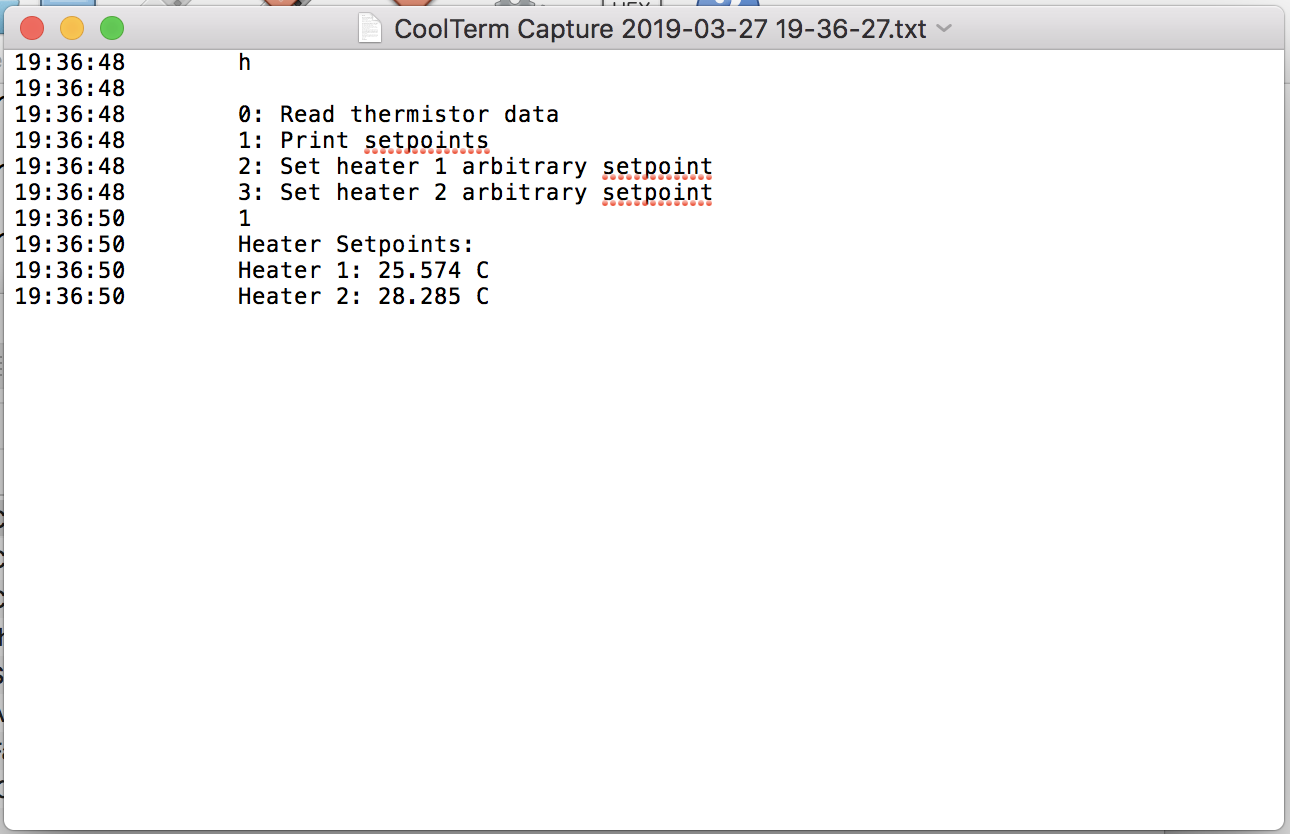 CoolTerm Capture 2019-03-27 19-36-27.txt
19:36:48 h
19:36:48
19:36:48 0: Read thermistor data
19:36:48 1: Print setpoints
19:36:48 2: Set heater 1 arbitrary setpoint
19:36:48 3: Set heater 2 arbitrary setpoint
19:36:50 1
19:36:50 Heater Setpoints:
19:36:50 Heater 1: 25.574 C
19:36:50 Heater 2: 28.285 C